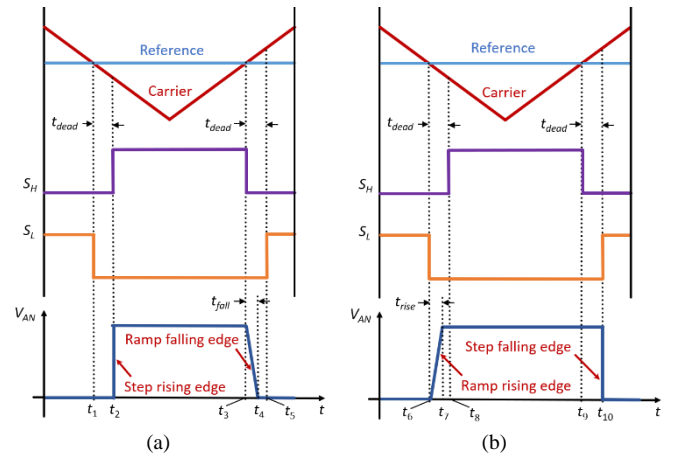 Reference
Carrier
t_dead
t_dead
S_H
S_L
t_fall
V_AN
Ramp falling edge
Step rising edge
t_1 t_2 t_3 t_4 t_5 t
(a)
Reference
Carrier
t_dead
t_dead
S_H
S_L
t_rise
V_AN
Step falling edge
Ramp rising edge
t_6 t_7 t_8 t_9 t_10 t
(b)